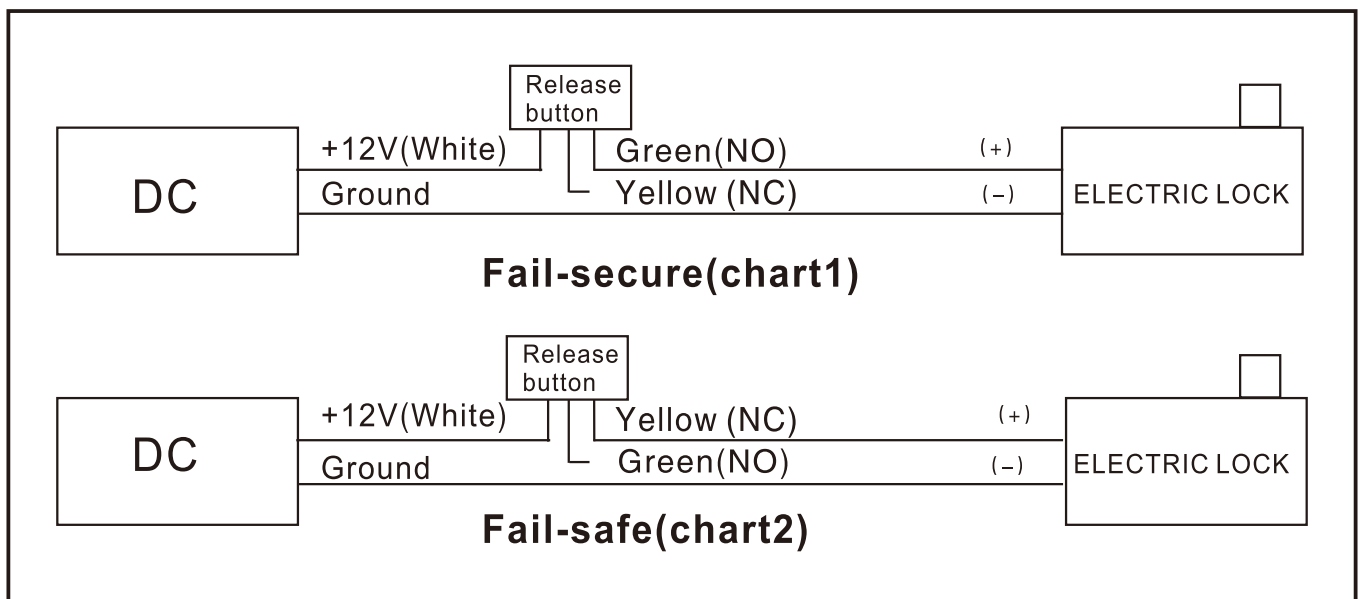 Release
button
+12V(White)
Green(NO)
(+)
DC
Ground
Yellow (NC)
(−)
ELECTRIC LOCK
Fail-secure(chart1)
Release
button
+12V(White)
Yellow (NC)
(+)
DC
Ground
Green(NO)
(−)
ELECTRIC LOCK
Fail-safe(chart2)